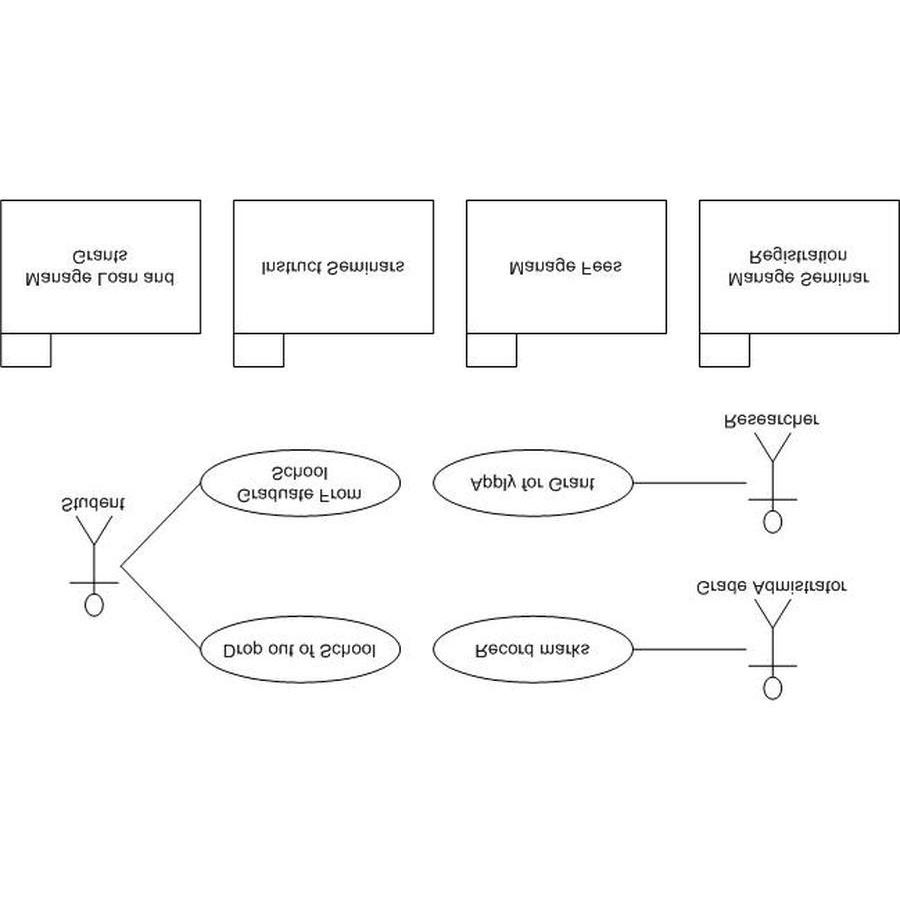 Drop out of School
Record marks
Grade Admistrator
Student
Graduate From
School
Apply for Grant
Researcher
Manage Loan and
Grants
Instruct Seminars
Manage Fees
Manage Seminar
Registration